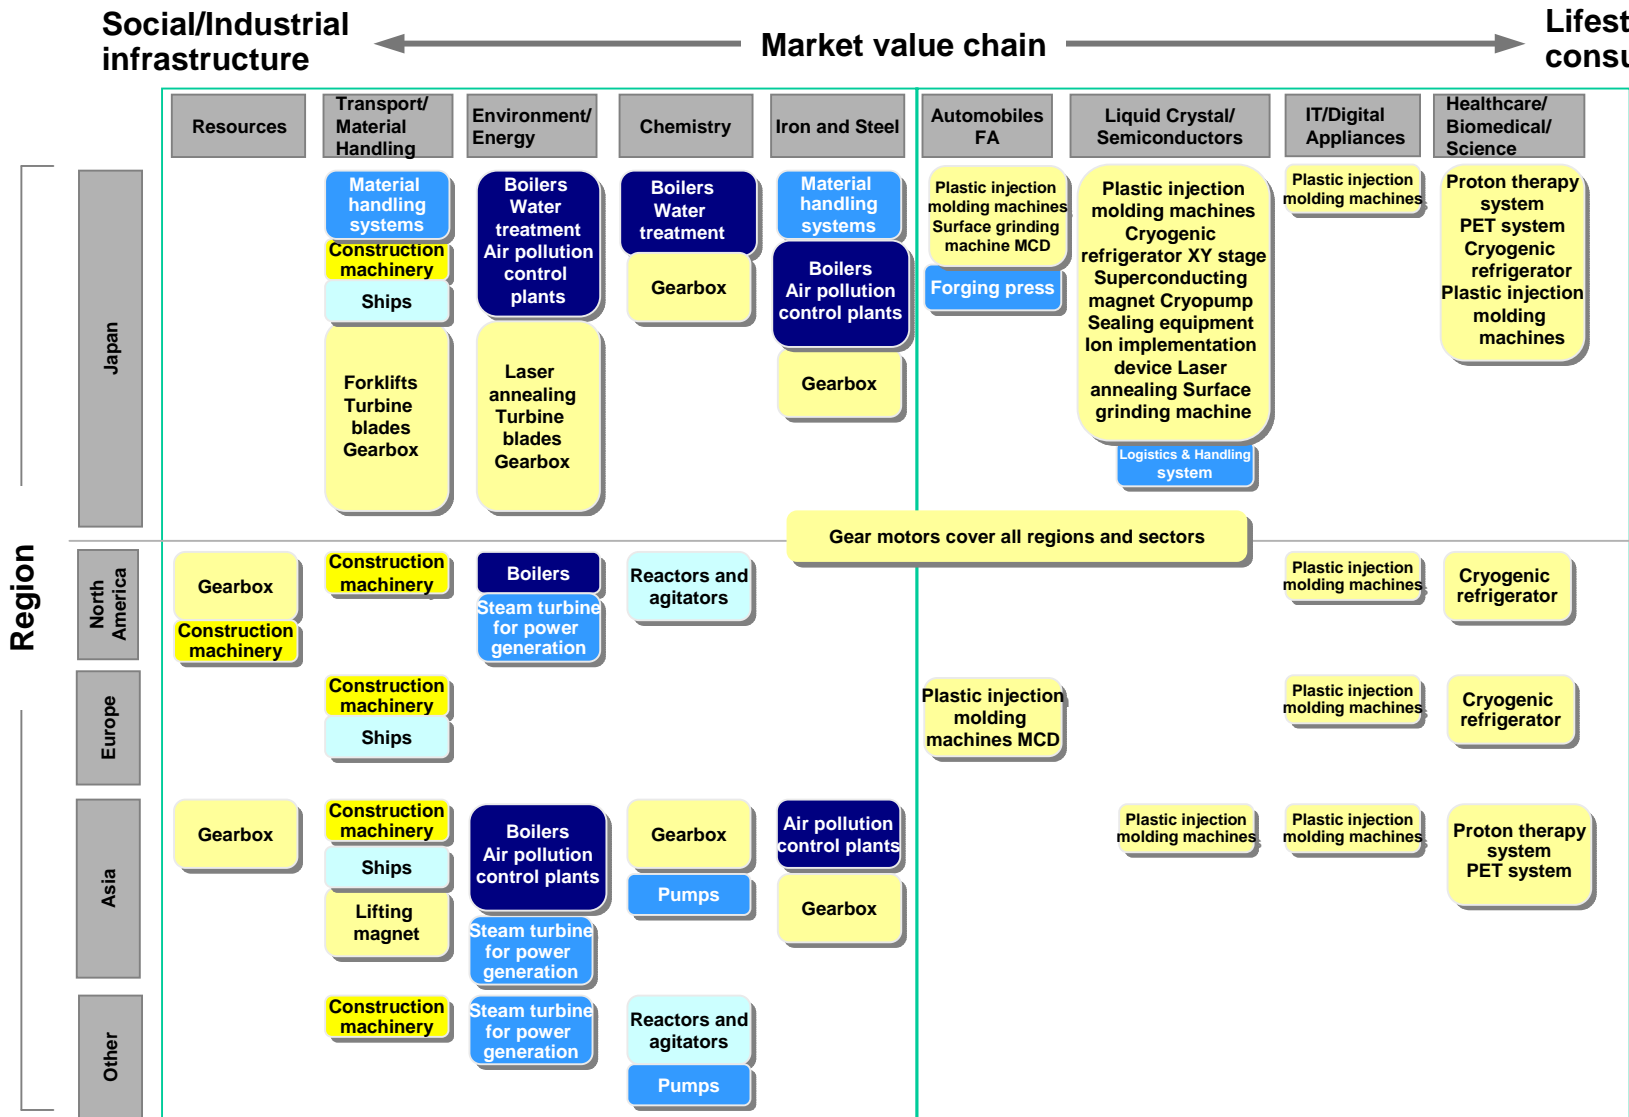 Social/Industrial
infrastructure
Market value chain
Resources
Transport/
Material
Handling
Environment/
Energy
Chemistry
Iron and Steel
Automobiles
FA
Liquid Crystal/
Semiconductors
IT/Digital
Appliances
Healthcare/
Biomedical/
Science
Region
Japan
Material
handling
systems
Construction
machinery
Ships
Forklifts
Turbine
blades
Gearbox
Boilers
Water
treatment
Air pollution
control
plants
Laser
annealing
Turbine
blades
Gearbox
Boilers
Water
treatment
Gearbox
Material
handling
systems
Boilers
Air pollution
control plants
Gearbox
Plastic injection
molding machines
Surface grinding
machine MCD
Forging press
Plastic injection
molding machines
Cryogenic
refrigerator XY stage
Superconducting
magnet Cryopump
Sealing equipment
Ion implementation
device Laser
annealing Surface
grinding machine
Logistics & Handling
system
Plastic injection
molding machines
Proton therapy
system
PET system
Cryogenic
refrigerator
Plastic injection
molding
machines
Gear motors cover all regions and sectors
North
America
Gearbox
Construction
machinery
Construction
machinery
Boilers
Steam turbine
for power
generation
Reactors and
agitators
Plastic injection
molding machines
Cryogenic
refrigerator
Europe
Construction
machinery
Ships
Plastic injection
molding
machines MCD
Plastic injection
molding machines
Cryogenic
refrigerator
Asia
Gearbox
Construction
machinery
Ships
Lifting
magnet
Boilers
Air pollution
control plants
Steam turbine
for power
generation
Gearbox
Pumps
Air pollution
control plants
Gearbox
Plastic injection
molding machines
Plastic injection
molding machines
Proton therapy
system
PET system
Other
Construction
machinery
Steam turbine
for power
generation
Reactors and
agitators
Pumps